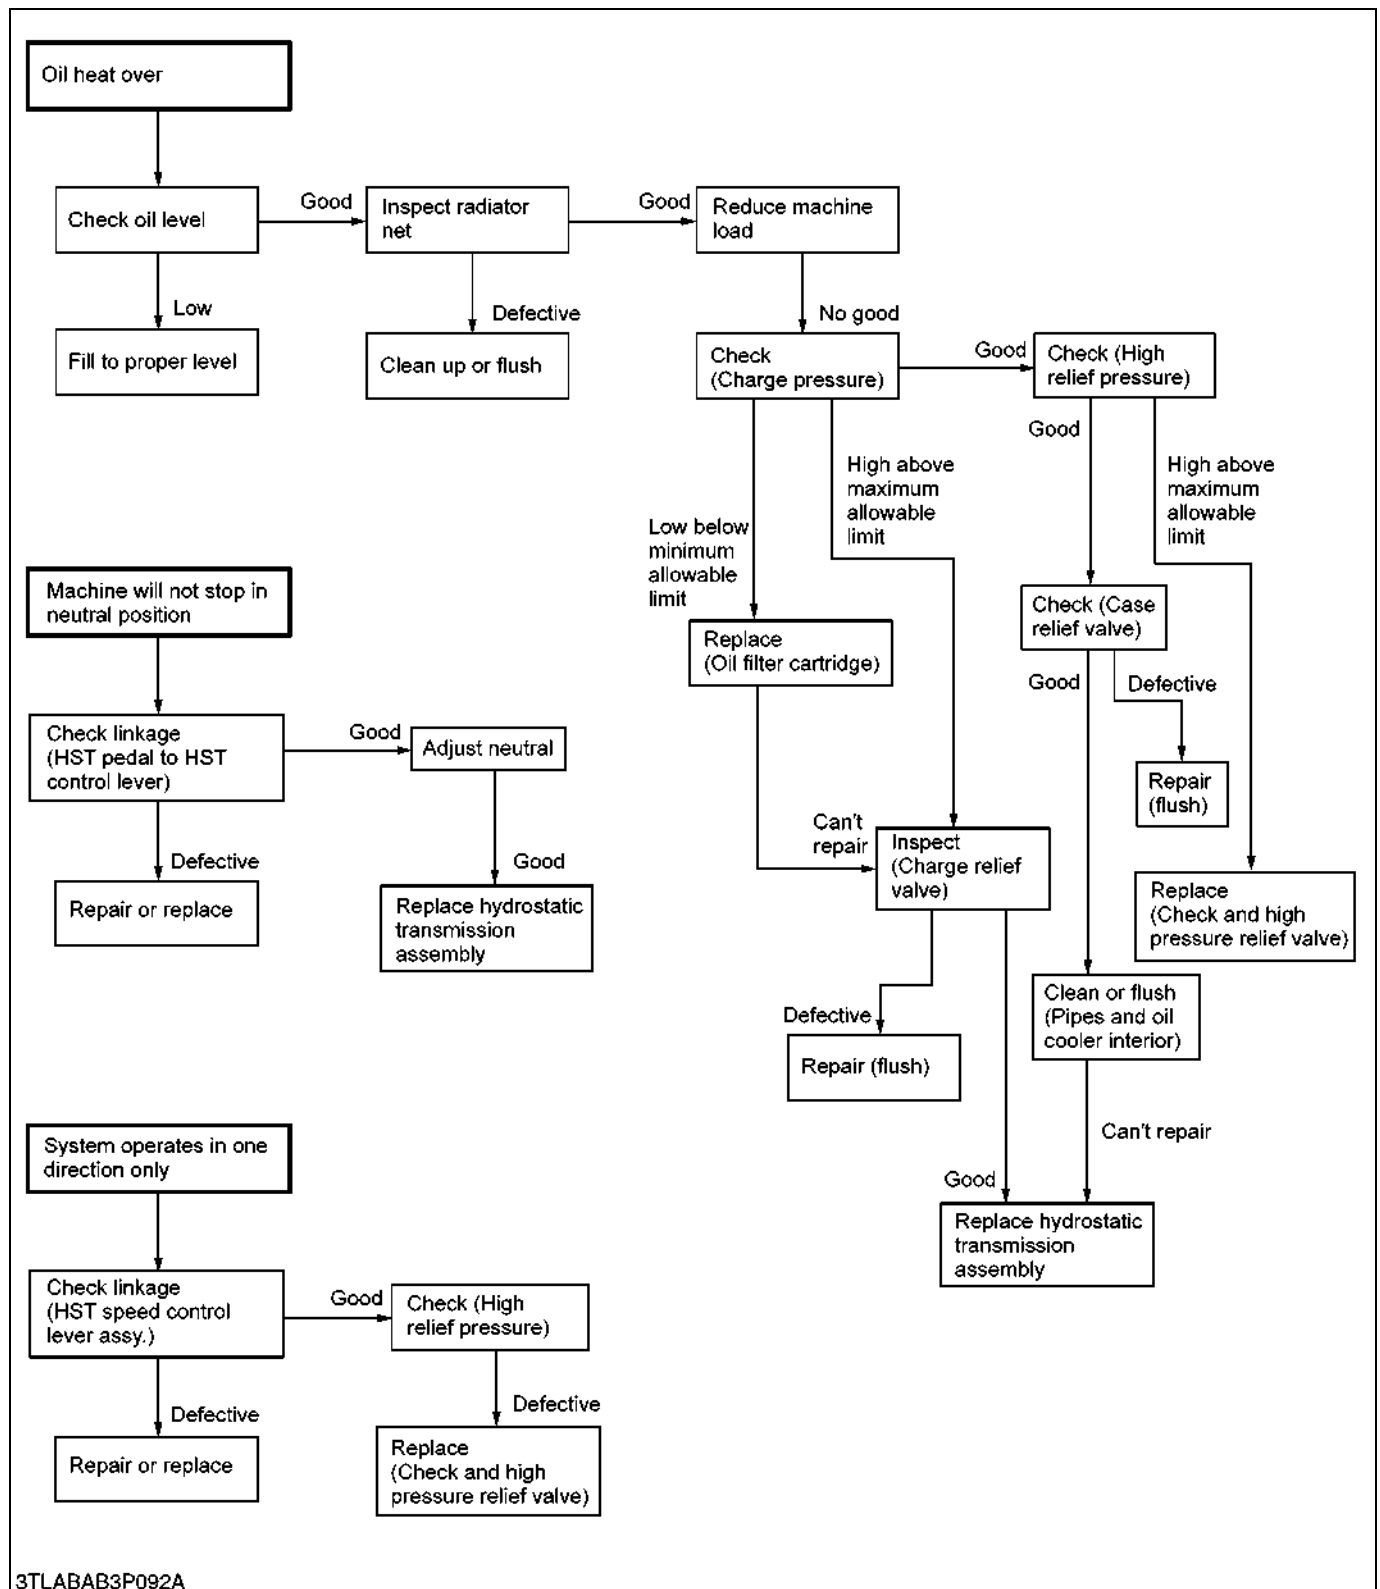 Oil heat over
Check oil level
Good
Inspect radiator
net
Good
Reduce machine
load
Low
Defective
No good
Fill to proper level
Clean up or flush
Check
(Charge pressure)
Good
Check (High
relief pressure)
Good
High above
maximum
allowable
limit
High above
maximum
allowable
limit
Low below
minimum
allowable
limit
Check (Case
relief valve)
Replace
(Oil filter cartridge)
Good
Defective
Repair
(flush)
Can't
repair
Inspect
(Charge relief
valve)
Replace
(Check and high
pressure relief valve)
Clean or flush
(Pipes and oil
cooler interior)
Defective
Repair (flush)
Can't repair
Good
Replace hydrostatic
transmission
assembly
Machine will not stop in
neutral position
Check linkage
(HST pedal to HST
control lever)
Good
Adjust neutral
Defective
Good
Repair or replace
Replace hydrostatic
transmission
assembly
System operates in one
direction only
Check linkage
(HST speed control
lever assy.)
Good
Check (High
relief pressure)
Defective
Defective
Repair or replace
Replace
(Check and high
pressure relief valve)
3TLABAB3P092A